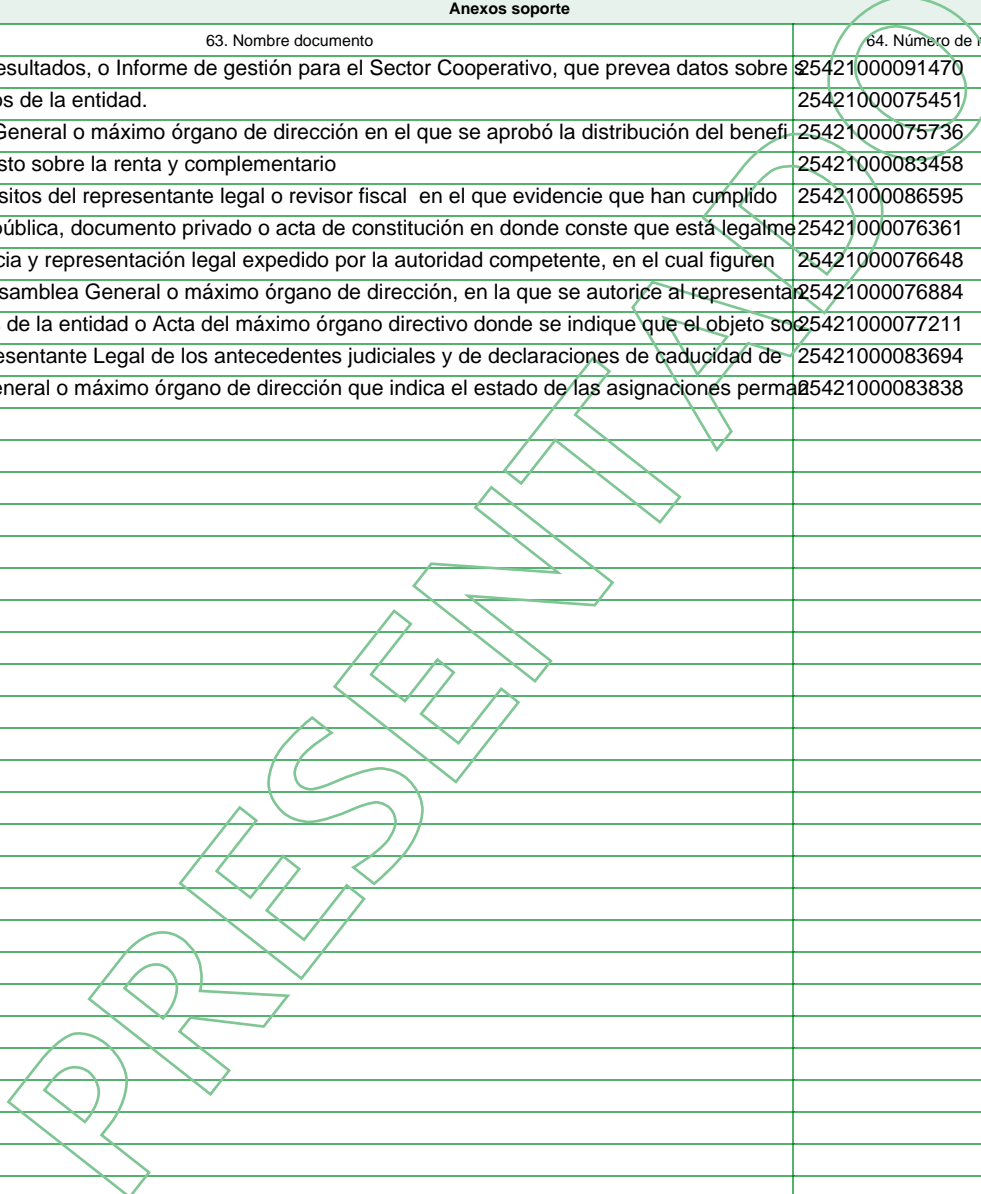 Anexos soporte
63. Nombre documento 64. Número de
esultados, o Informe de gestión para el Sector Cooperativo, que prevea datos sobre s 25421000091470
os de la entidad. 25421000075451
General o máximo órgano de dirección en el que se aprobó la distribución del benefi 25421000075736
sto sobre la renta y complementario 25421000083458
sitos del representante legal o revisor fiscal en el que evidencie que han cumplido 25421000086595
pública, documento privado o acta de constitución en donde conste que está legalme 25421000076361
cia y representación legal expedido por la autoridad competente, en el cual figuren 25421000076648
samblea General o máximo órgano de dirección, en la que se autorice al representan 25421000076884
de la entidad o Acta del máximo órgano directivo donde se indique que el objeto soc 25421000077211
esentante Legal de los antecedentes judiciales y de declaraciones de caducidad de 25421000083694
eneral o máximo órgano de dirección que indica el estado de las asignaciones perman 25421000083838
PRESENTADO